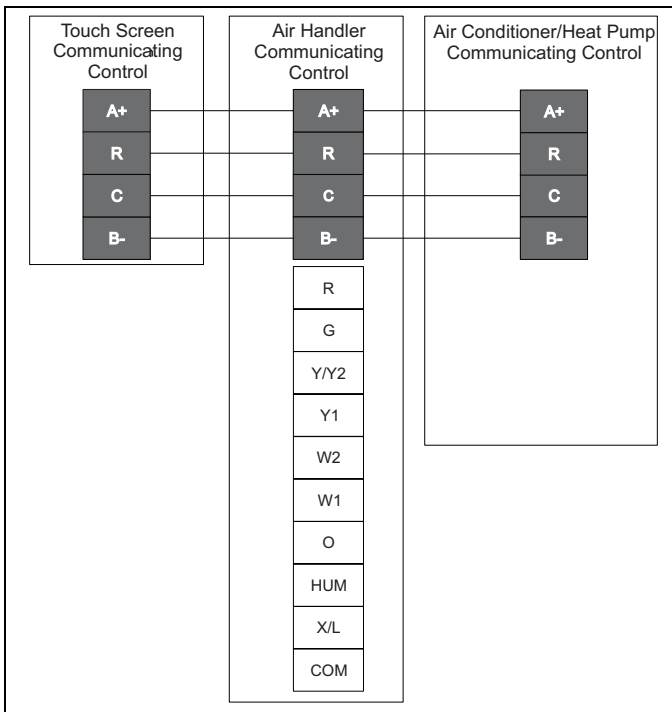 Touch Screen
Communicating
Control
A+
R
C
B-
Air Handler
Communicating
Control
A+
R
C
B-
R
G
Y/Y2
Y1
W2
W1
O
HUM
X/L
COM
Air Conditioner/Heat Pump
Communicating Control
A+
R
C
B-